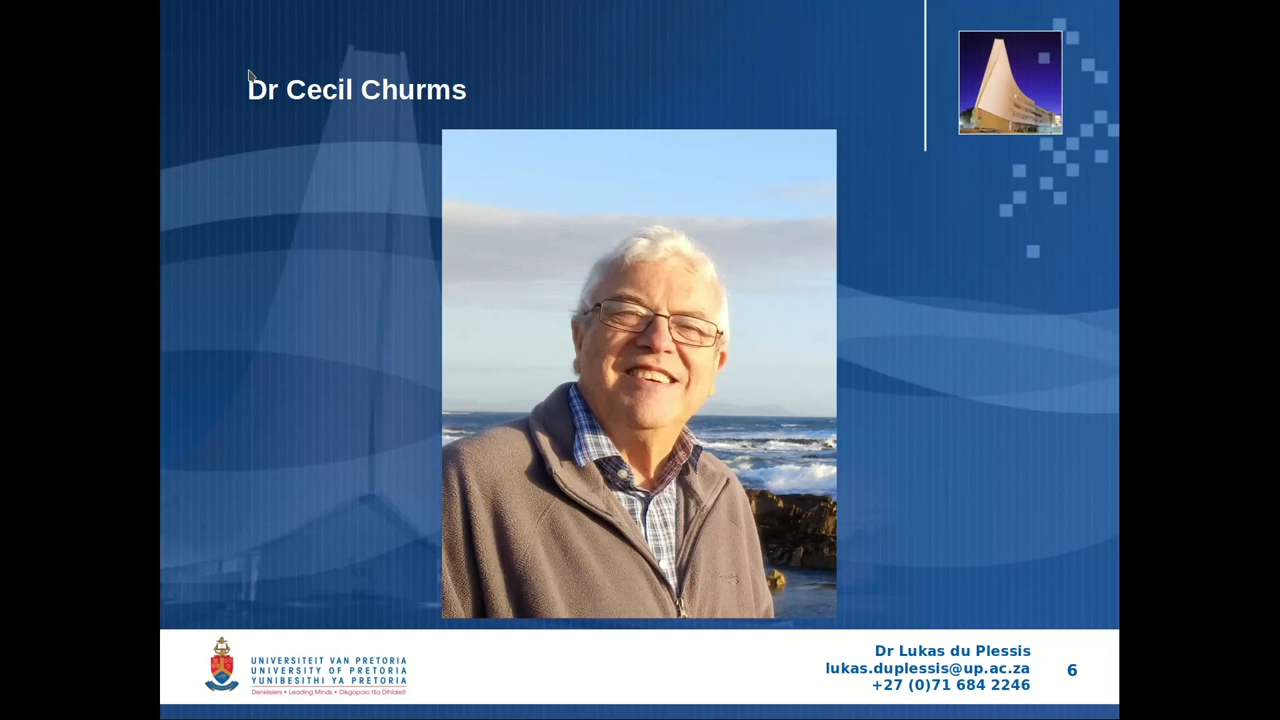 Dr Cecil Churms
UNIVERSITEIT VAN PRETORIA
UNIVERSITY OF PRETORIA
YUNIBESITHI YA PRETORIA
Denkleiers • Leading Minds • Dikgopolo tša Dihlalefi
Dr Lukas du Plessis
lukas.duplessis@up.ac.za
+27 (0)71 684 2246
6